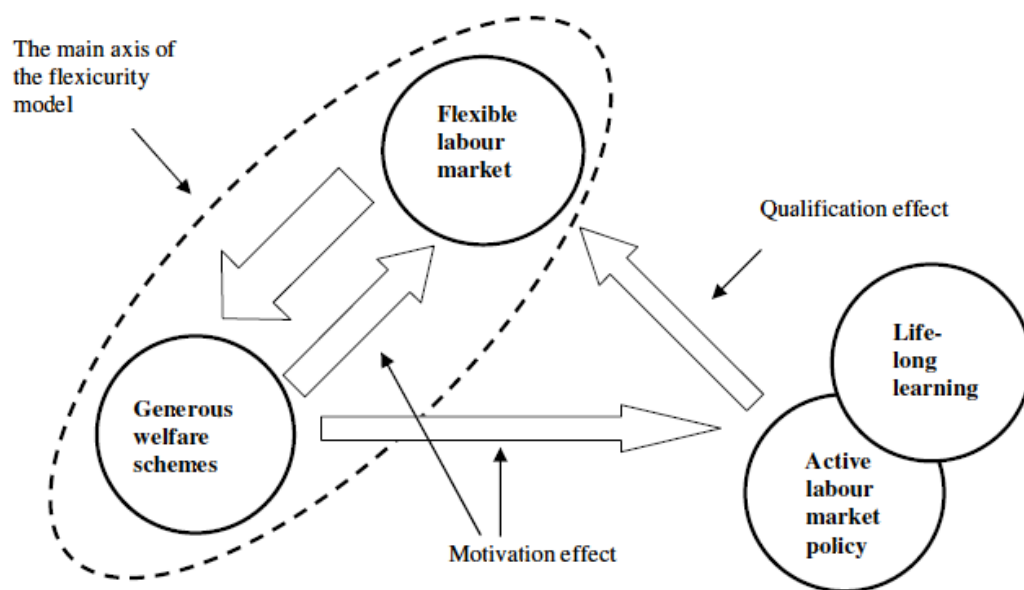 The main axis of
the flexicurity
model
Flexible
labour
market
Qualification effect
Life-
long
learning
Generous
welfare
schemes
Active
labour
market
policy
Motivation effect